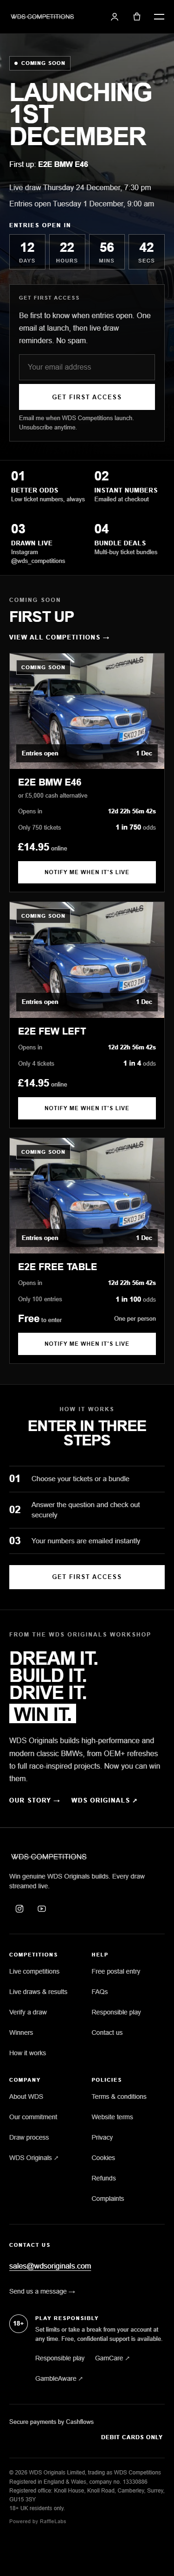 WDS COMPETITIONS
COMING SOON
LAUNCHING
1ST
DECEMBER
First up: E2E BMW E46
Live draw Thursday 24 December, 7:30 pm
Entries open Tuesday 1 December, 9:00 am
ENTRIES OPEN IN
12 22 56 42
DAYS HOURS MINS SECS
GET FIRST ACCESS
Be first to know when entries open. One
email at launch, then live draw
reminders. No spam.
Your email address
GET FIRST ACCESS
Email me when WDS Competitions launch.
Unsubscribe anytime.
01 02
BETTER ODDS INSTANT NUMBERS
Low ticket numbers, always Emailed at checkout
03 04
DRAWN LIVE BUNDLE DEALS
Instagram Multi-buy ticket bundles
@wds_competitions
COMING SOON
FIRST UP
VIEW ALL COMPETITIONS →
COMING SOON
ORIGINALS
Entries open 1 Dec
E2E BMW E46
or £5,000 cash alternative
Opens in 12d 22h 56m 42s
Only 750 tickets 1 in 750 odds
£14.95 online
NOTIFY ME WHEN IT'S LIVE
COMING SOON
ORIGINALS
Entries open 1 Dec
E2E FEW LEFT
Opens in 12d 22h 56m 42s
Only 4 tickets 1 in 4 odds
£14.95 online
NOTIFY ME WHEN IT'S LIVE
COMING SOON
ORIGINALS
Entries open 1 Dec
E2E FREE TABLE
Opens in 12d 22h 56m 42s
Only 100 entries 1 in 100 odds
Free to enter One per person
NOTIFY ME WHEN IT'S LIVE
HOW IT WORKS
ENTER IN THREE
STEPS
01 Choose your tickets or a bundle
02 Answer the question and check out
securely
03 Your numbers are emailed instantly
GET FIRST ACCESS
FROM THE WDS ORIGINALS WORKSHOP
DREAM IT.
BUILD IT.
DRIVE IT.
WIN IT.
WDS Originals builds high-performance and
modern classic BMWs, from OEM+ refreshes
to full race-inspired projects. Now you can win
them.
OUR STORY → WDS ORIGINALS ↗
WDS COMPETITIONS
Win genuine WDS Originals builds. Every draw
streamed live.
COMPETITIONS HELP
Live competitions Free postal entry
Live draws & results FAQs
Verify a draw Responsible play
Winners Contact us
How it works
COMPANY POLICIES
About WDS Terms & conditions
Our commitment Website terms
Draw process Privacy
WDS Originals ↗ Cookies
Refunds
Complaints
CONTACT US
sales@wdsoriginals.com
Send us a message →
18+ PLAY RESPONSIBLY
Set limits or take a break from your account at
any time. Free, confidential support is available.
Responsible play GamCare ↗
GambleAware ↗
Secure payments by Cashflows
DEBIT CARDS ONLY
© 2026 WDS Originals Limited, trading as WDS Competitions
Registered in England & Wales, company no. 13330886
Registered office: Knoll House, Knoll Road, Camberley, Surrey,
GU15 3SY
18+ UK residents only.
Powered by RaffleLabs